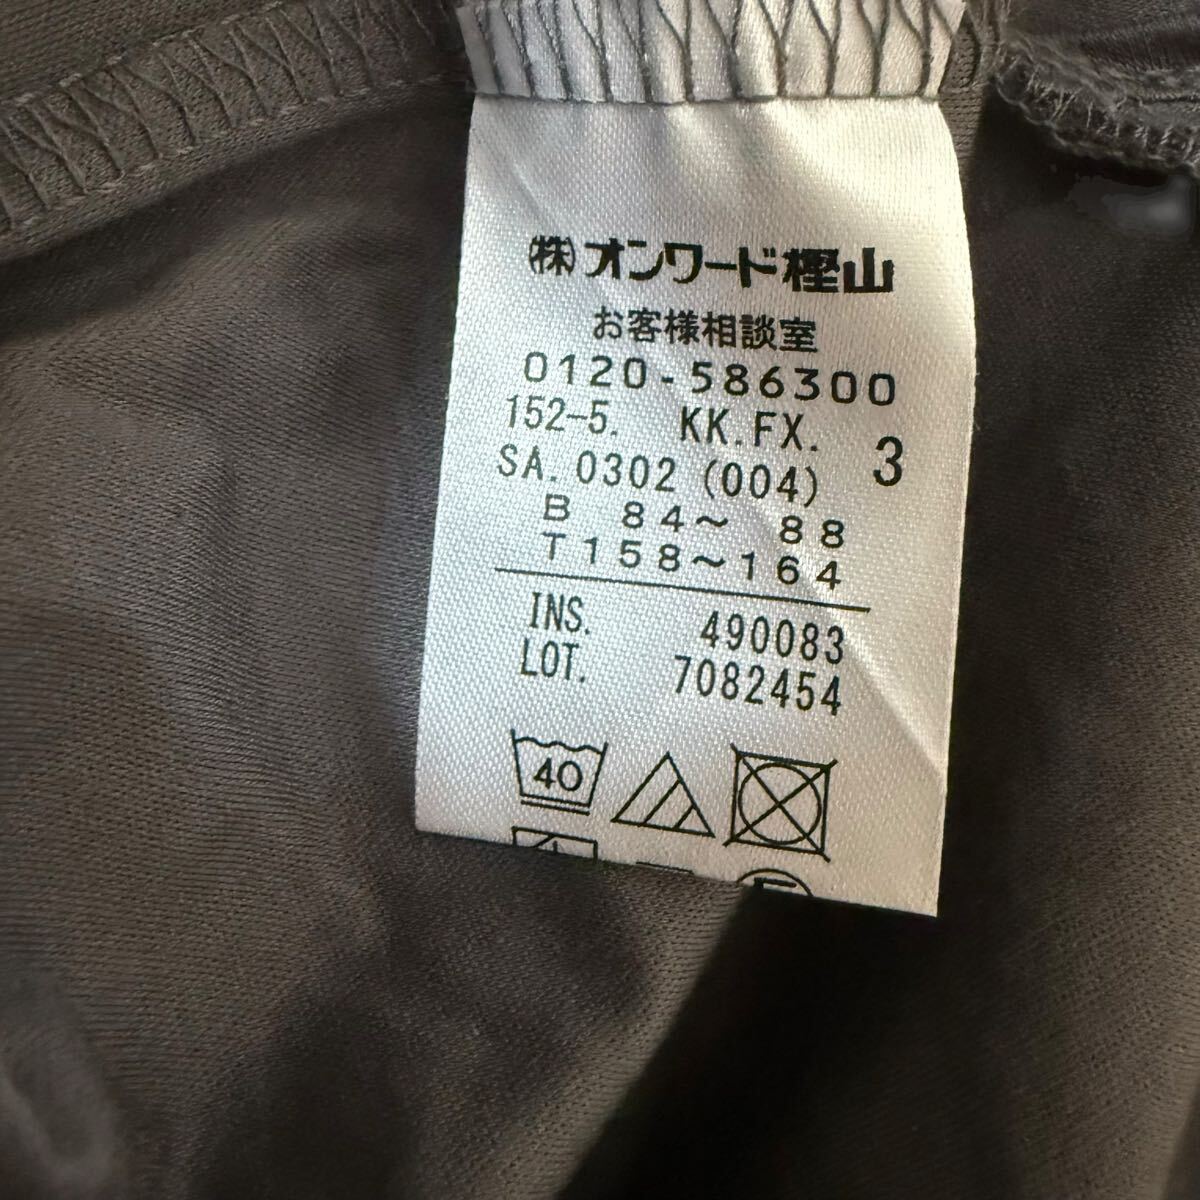 ㈱オンワード樫山
お客様相談室
0120-586300
152-5. KK.FX. 3
SA.0302 (004)
B 84～ 88
T158～164
INS. 490083
LOT. 7082454
40